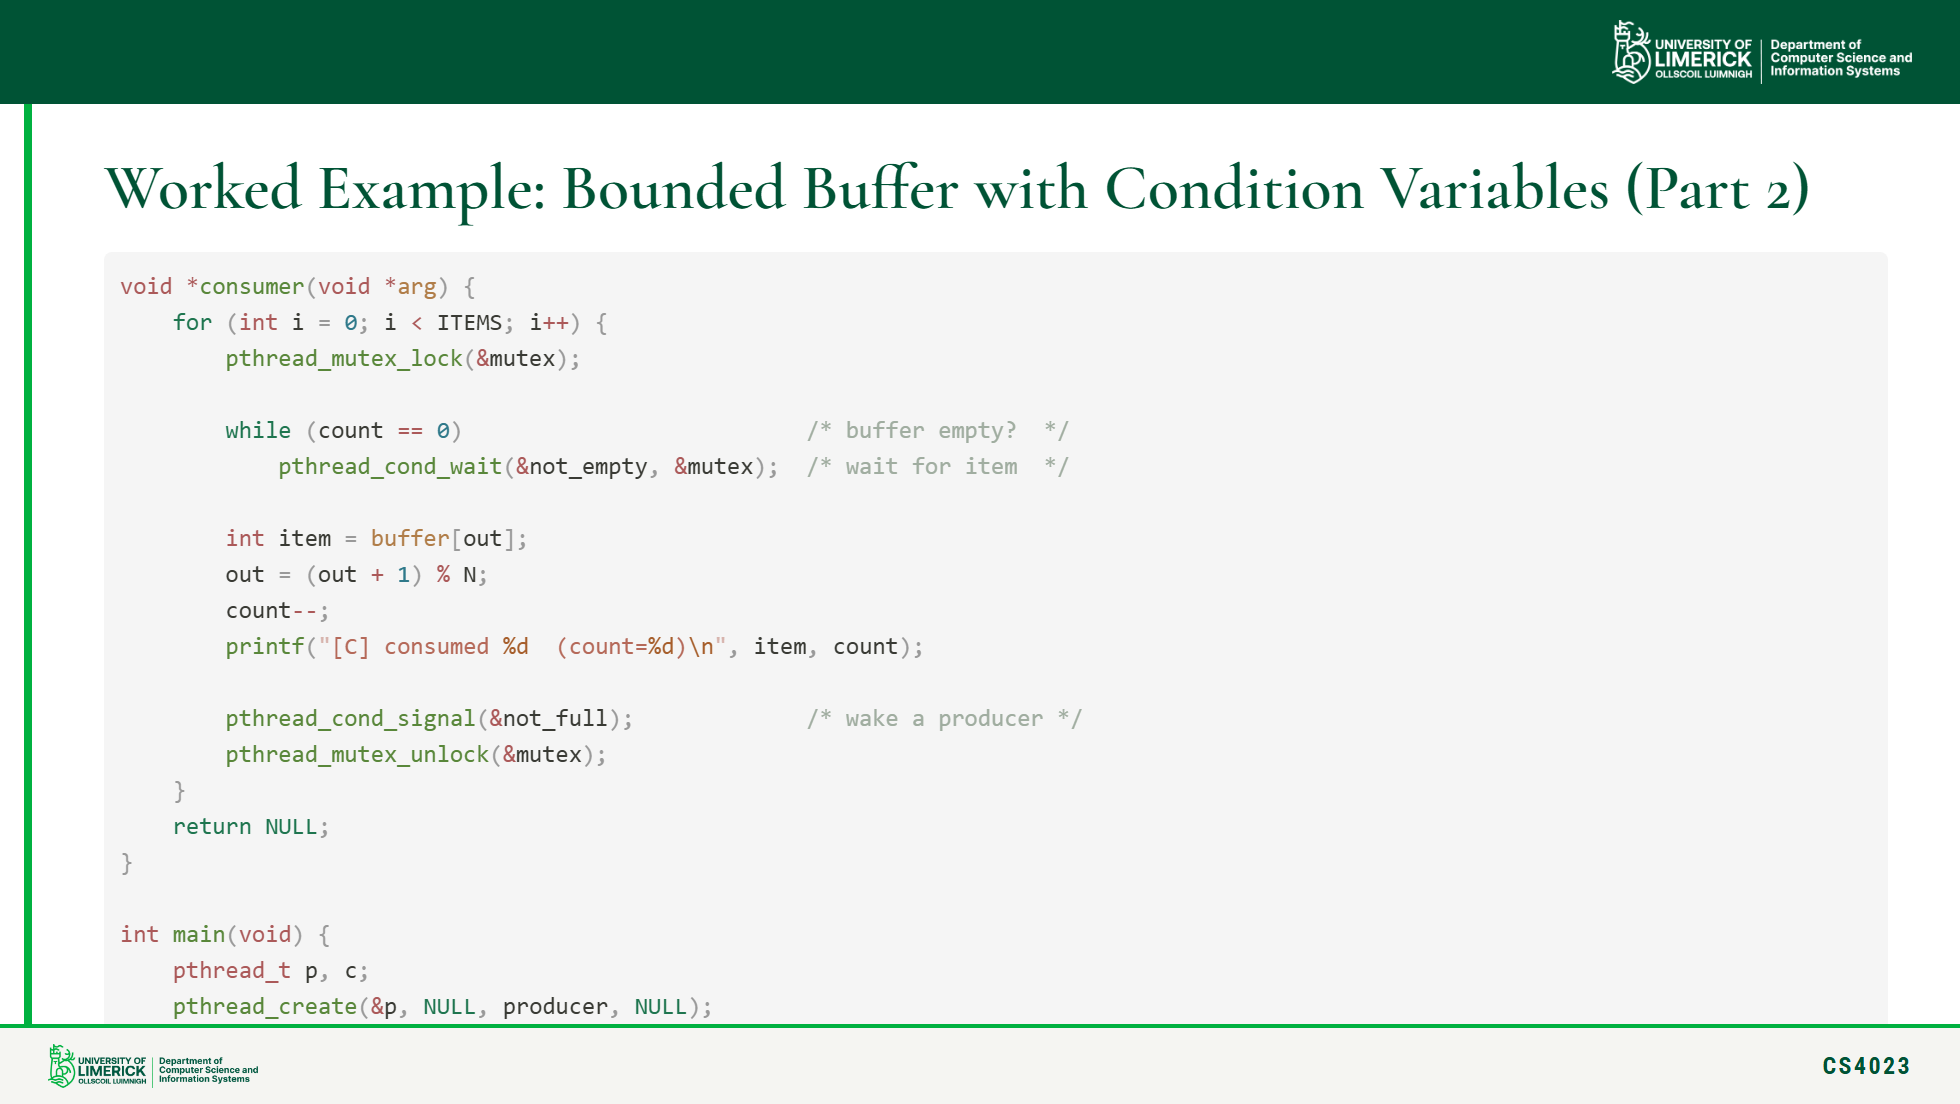 UNIVERSITY OF
LIMERICK
OLLSCOIL LUIMNIGH
Department of
Computer Science and
Information Systems
Worked Example: Bounded Buffer with Condition Variables (Part 2)
void *consumer(void *arg) {
    for (int i = 0; i < ITEMS; i++) {
        pthread_mutex_lock(&mutex);
        while (count == 0)                          /* buffer empty?  */
            pthread_cond_wait(&not_empty, &mutex);  /* wait for item  */
        int item = buffer[out];
        out = (out + 1) % N;
        count--;
        printf("[C] consumed %d  (count=%d)\n", item, count);
        pthread_cond_signal(&not_full);             /* wake a producer */
        pthread_mutex_unlock(&mutex);
    }
    return NULL;
}
int main(void) {
    pthread_t p, c;
    pthread_create(&p, NULL, producer, NULL);
UNIVERSITY OF
LIMERICK
OLLSCOIL LUIMNIGH
Department of
Computer Science and
Information Systems
CS4023